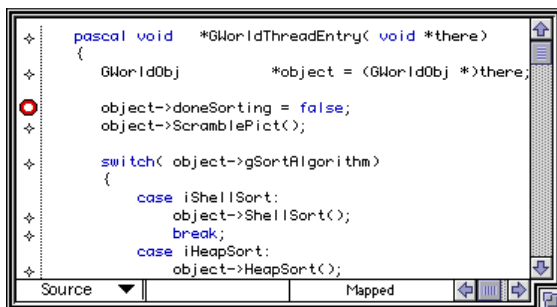 pascal void *GWorldThreadEntry( void *there)
{
GWorldObj *object = (GWorldObj *)there;
object->doneSorting = false;
object->ScramblePict();
switch( object->gSortAlgorithm)
{
case iShellSort:
object->ShellSort();
break;
case iHeapSort:
object->HeapSort();
Source Mapped